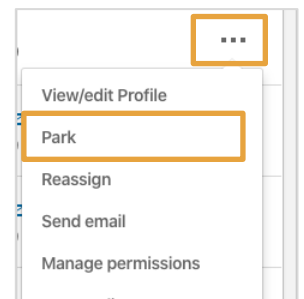 ...
View/edit Profile
Park
Reassign
Send email
Manage permissions